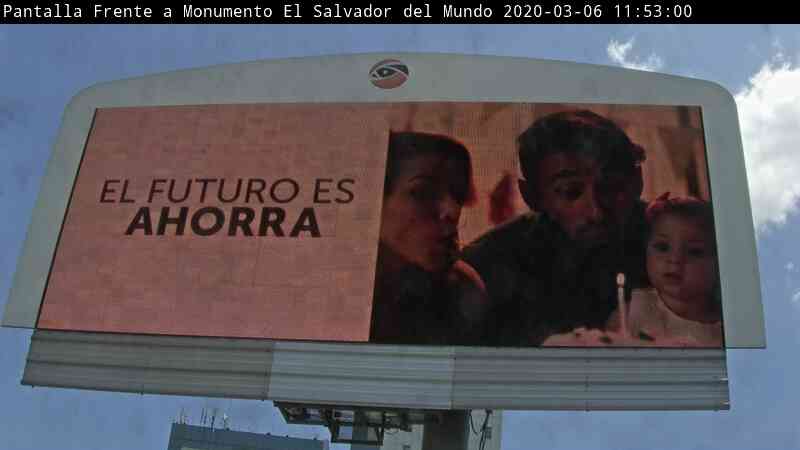 Pantalla Frente a Monumento El Salvador del Mundo 2020-03-06 11:53:00
EL FUTURO ES
AHORRA